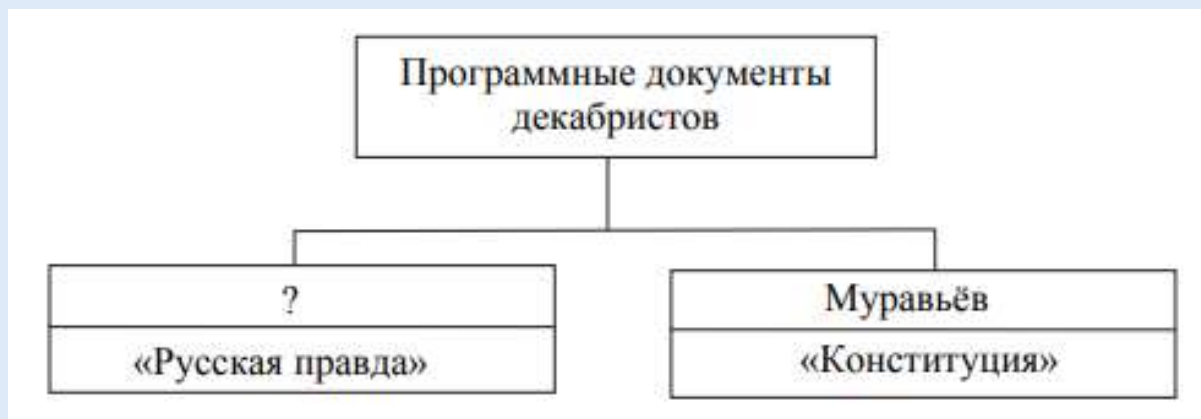 Программные документы
декабристов
?
«Русская правда»
Муравьёв
«Конституция»